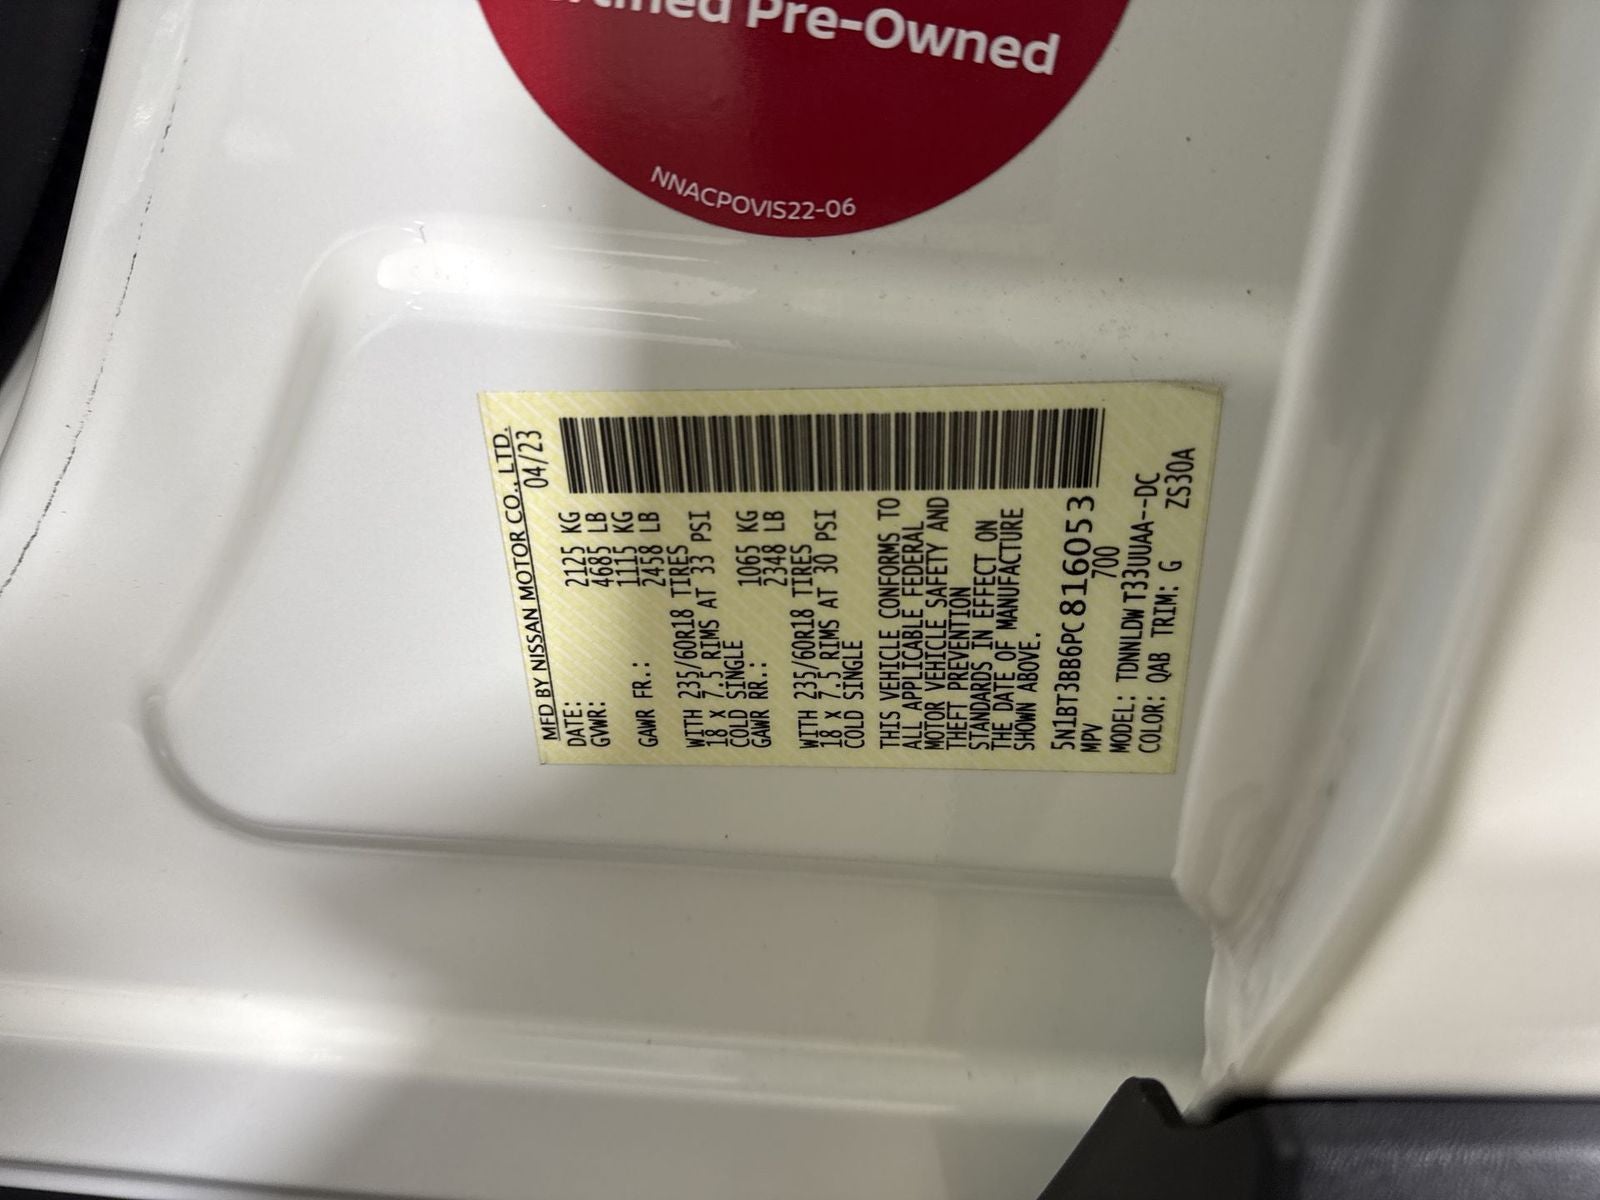 Pre-Owned
NNACPOVIS22-06
MFD BY NISSAN MOTOR CO., LTD.
DATE: 04/23
GVWR: 2125 KG
4685 LB
GAWR FR.: 1115 KG
2458 LB
WITH 235/60R18 TIRES
18 x 7.5 RIMS AT 33 PSI
COLD SINGLE
GAWR RR.: 1065 KG
2348 LB
WITH 235/60R18 TIRES
18 x 7.5 RIMS AT 30 PSI
COLD SINGLE
THIS VEHICLE CONFORMS TO
ALL APPLICABLE FEDERAL
MOTOR VEHICLE SAFETY AND
THEFT PREVENTION
STANDARDS IN EFFECT ON
THE DATE OF MANUFACTURE
SHOWN ABOVE.
5N1BT3BB6PC816053
MPV 700
MODEL: TDNNLDW T33UUAA--DC
COLOR: QAB TRIM: G ZS30A